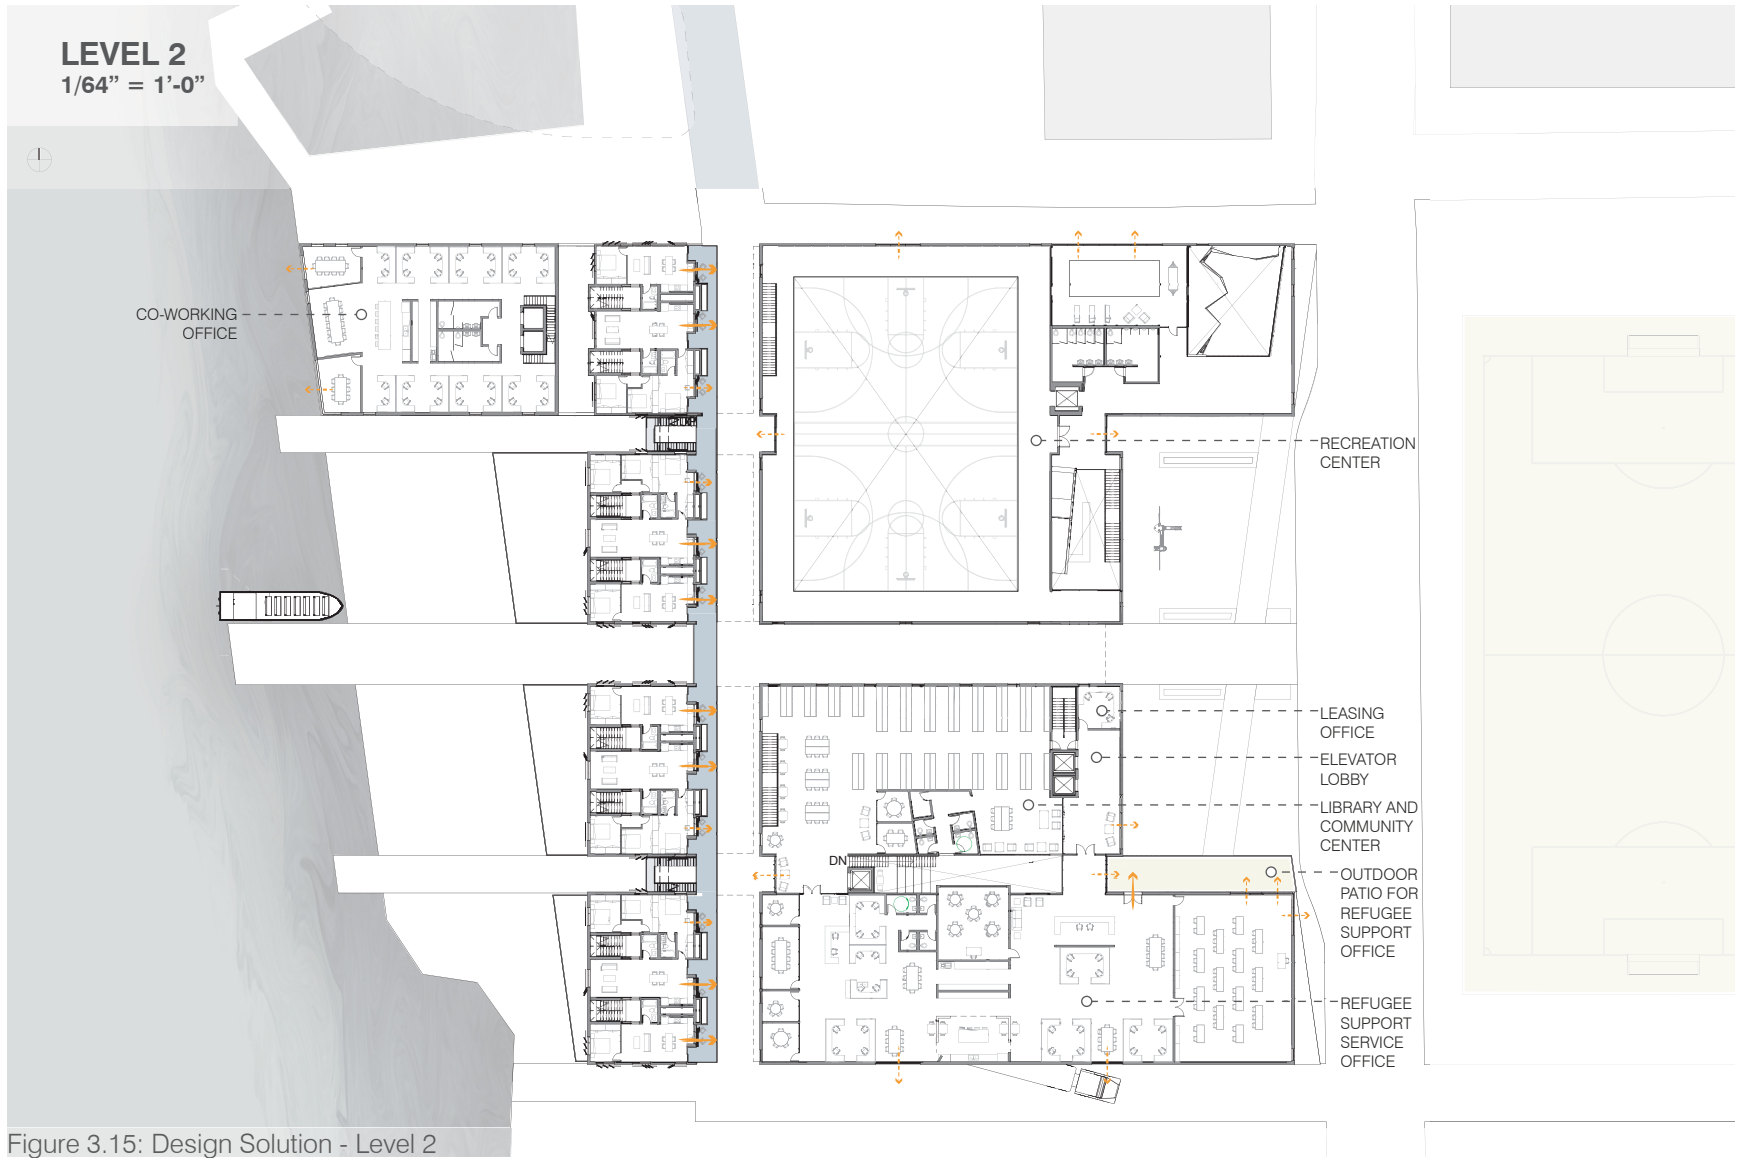 LEVEL 2
1/64” = 1’-0”
CO-WORKING
OFFICE
RECREATION
CENTER
LEASING
OFFICE
ELEVATOR
LOBBY
LIBRARY AND
COMMUNITY
CENTER
DN
OUTDOOR
PATIO FOR
REFUGEE
SUPPORT
OFFICE
REFUGEE
SUPPORT
SERVICE
OFFICE
Figure 3.15: Design Solution - Level 2